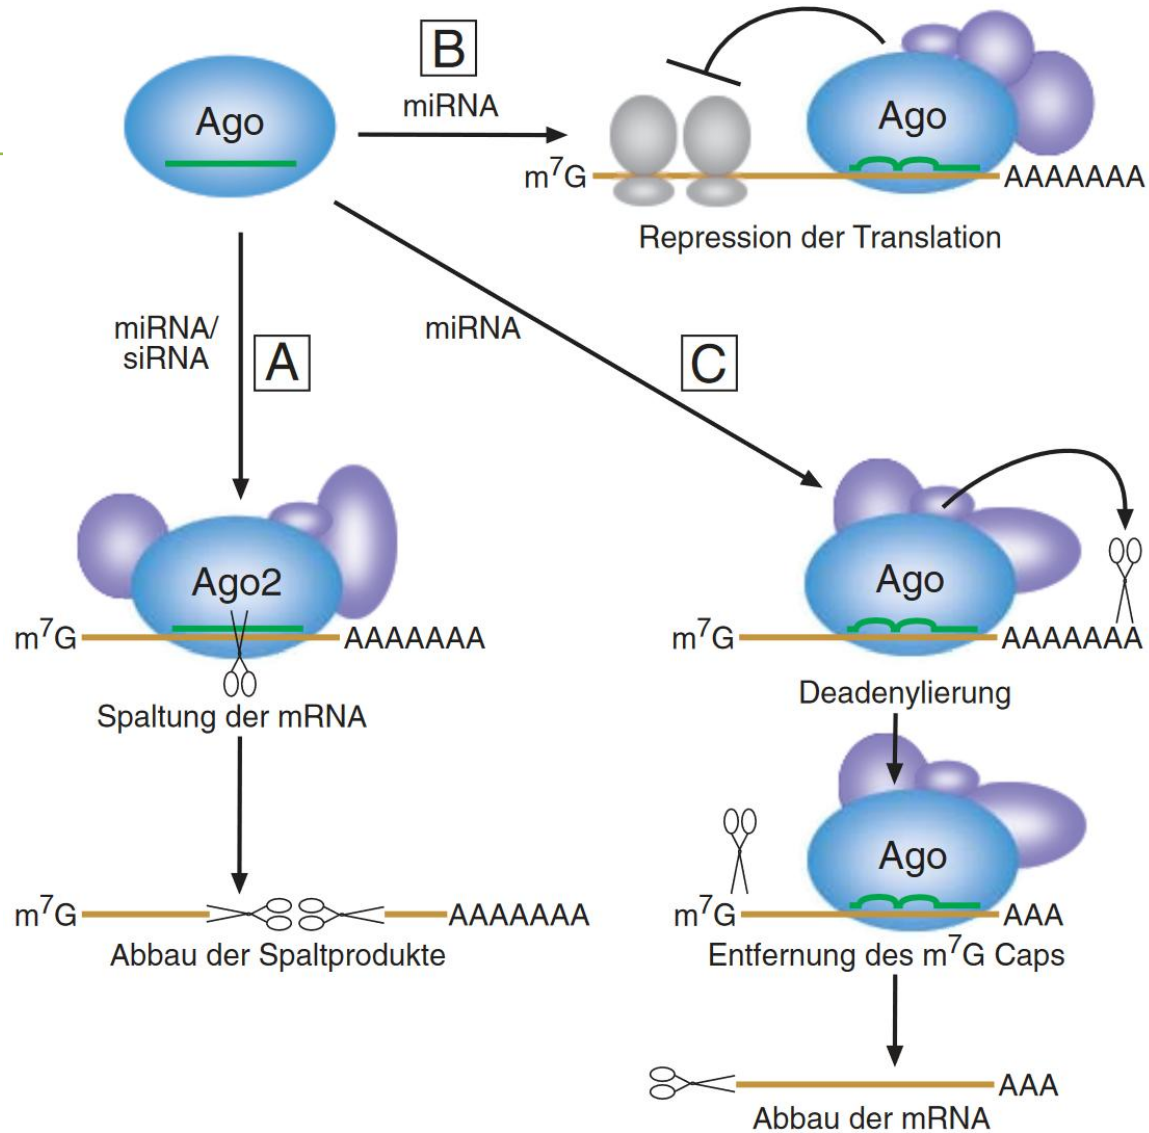 Ago
B
miRNA
Ago
m⁷G
AAAAAAA
Repression der Translation
miRNA/
siRNA
A
miRNA
C
Ago2
m⁷G
AAAAAAA
Spaltung der mRNA
m⁷G
AAAAAAA
Abbau der Spaltprodukte
Ago
m⁷G
AAAAAAA
Deadenylierung
Ago
m⁷G
AAA
Entfernung des m⁷G Caps
AAA
Abbau der mRNA